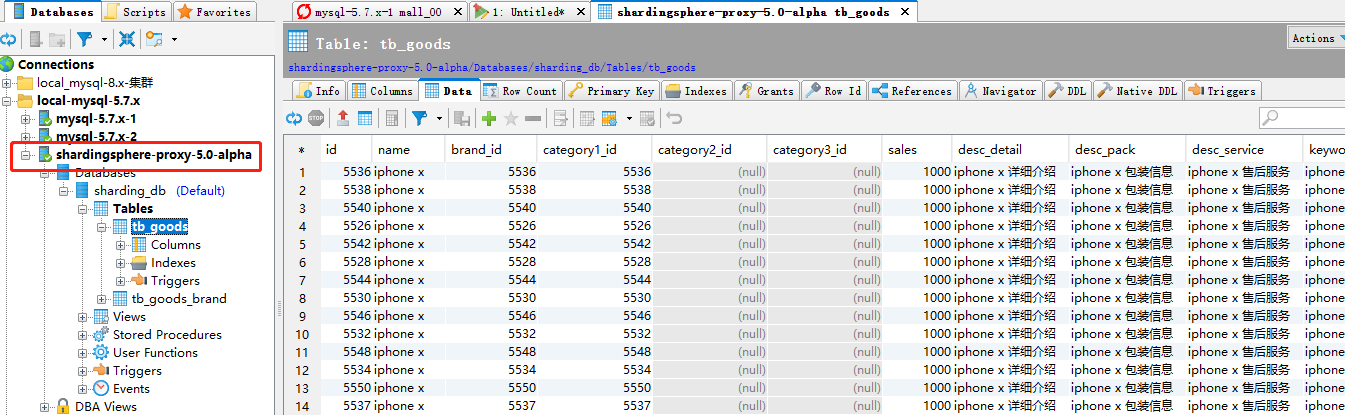 Databases Scripts Favorites
Connections
local_mysql-8.x-集群
local-mysql-5.7.x
mysql-5.7.x-1
mysql-5.7.x-2
shardingsphere-proxy-5.0-alpha
Databases
sharding_db (Default)
Tables
tb_goods
Columns
Indexes
Triggers
tb_goods_brand
Views
Stored Procedures
User Functions
Triggers
Events
DBA Views
mysql-5.7.x-1 mall_00 1: Untitled* shardingsphere-proxy-5.0-alpha tb_goods
Table: tb_goods
Actions
shardingsphere-proxy-5.0-alpha/Databases/sharding_db/Tables/tb_goods
Info Columns Data Row Count Primary Key Indexes Grants Row Id References Navigator DDL Native DDL Triggers
STOP
* id name brand_id category1_id category2_id category3_id sales desc_detail desc_pack desc_service keywo
1 5536 iphone x 5536 5536 (null) (null) 1000 iphone x 详细介绍 iphone x 包装信息 iphone x 售后服务 iphone
2 5538 iphone x 5538 5538 (null) (null) 1000 iphone x 详细介绍 iphone x 包装信息 iphone x 售后服务 iphone
3 5540 iphone x 5540 5540 (null) (null) 1000 iphone x 详细介绍 iphone x 包装信息 iphone x 售后服务 iphone
4 5526 iphone x 5526 5526 (null) (null) 1000 iphone x 详细介绍 iphone x 包装信息 iphone x 售后服务 iphone
5 5542 iphone x 5542 5542 (null) (null) 1000 iphone x 详细介绍 iphone x 包装信息 iphone x 售后服务 iphone
6 5528 iphone x 5528 5528 (null) (null) 1000 iphone x 详细介绍 iphone x 包装信息 iphone x 售后服务 iphone
7 5544 iphone x 5544 5544 (null) (null) 1000 iphone x 详细介绍 iphone x 包装信息 iphone x 售后服务 iphone
8 5530 iphone x 5530 5530 (null) (null) 1000 iphone x 详细介绍 iphone x 包装信息 iphone x 售后服务 iphone
9 5546 iphone x 5546 5546 (null) (null) 1000 iphone x 详细介绍 iphone x 包装信息 iphone x 售后服务 iphone
10 5532 iphone x 5532 5532 (null) (null) 1000 iphone x 详细介绍 iphone x 包装信息 iphone x 售后服务 iphone
11 5548 iphone x 5548 5548 (null) (null) 1000 iphone x 详细介绍 iphone x 包装信息 iphone x 售后服务 iphone
12 5534 iphone x 5534 5534 (null) (null) 1000 iphone x 详细介绍 iphone x 包装信息 iphone x 售后服务 iphone
13 5550 iphone x 5550 5550 (null) (null) 1000 iphone x 详细介绍 iphone x 包装信息 iphone x 售后服务 iphone
14 5537 iphone x 5537 5537 (null) (null) 1000 iphone x 详细介绍 iphone x 包装信息 iphone x 售后服务 iphone